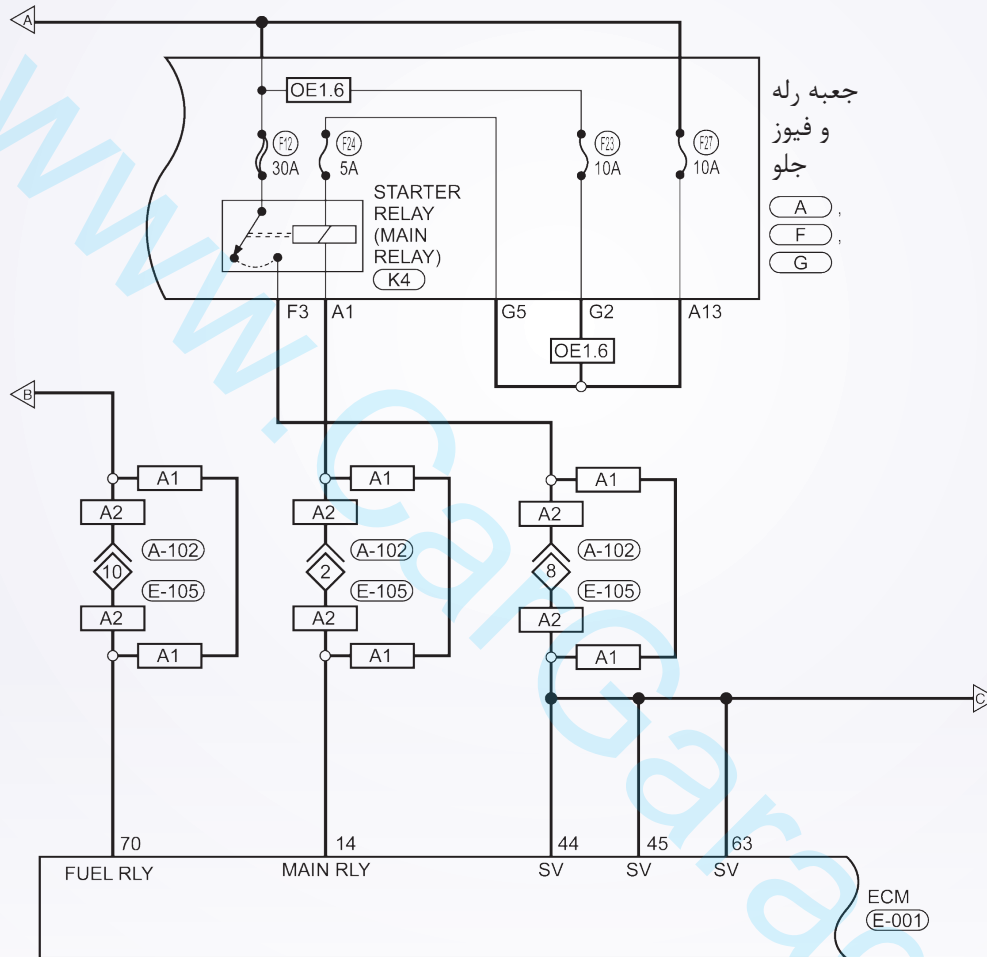 A
OE1.6
جعبه رله
و فیوز
جلو
F12
30A
F24
5A
F23
10A
F27
10A
STARTER
RELAY
(MAIN
RELAY)
K4
A ,
F ,
G
F3
A1
G5
G2
A13
OE1.6
B
A1
A1
A1
A2
A2
A2
A-102
A-102
A-102
10
2
8
E-105
E-105
E-105
A2
A2
A2
A1
A1
A1
C
70
14
44
45
63
FUEL RLY
MAIN RLY
SV
SV
SV
ECM
E-001
www.CarGarag